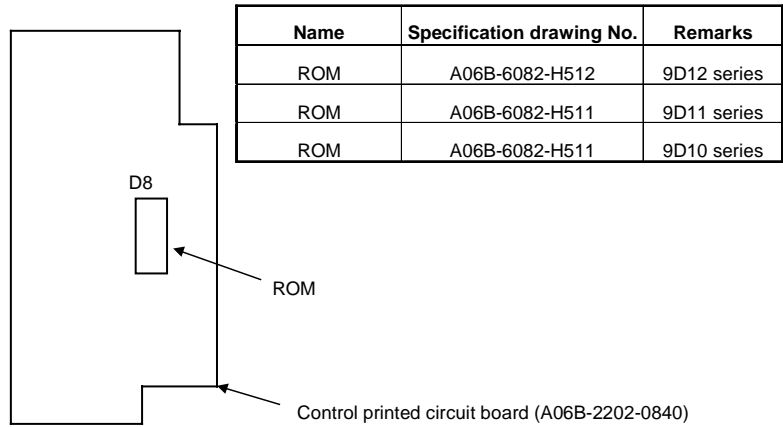 Name Specification drawing No. Remarks
ROM A06B-6082-H512 9D12 series
ROM A06B-6082-H511 9D11 series
ROM A06B-6082-H511 9D10 series
D8
ROM
Control printed circuit board (A06B-2202-0840)